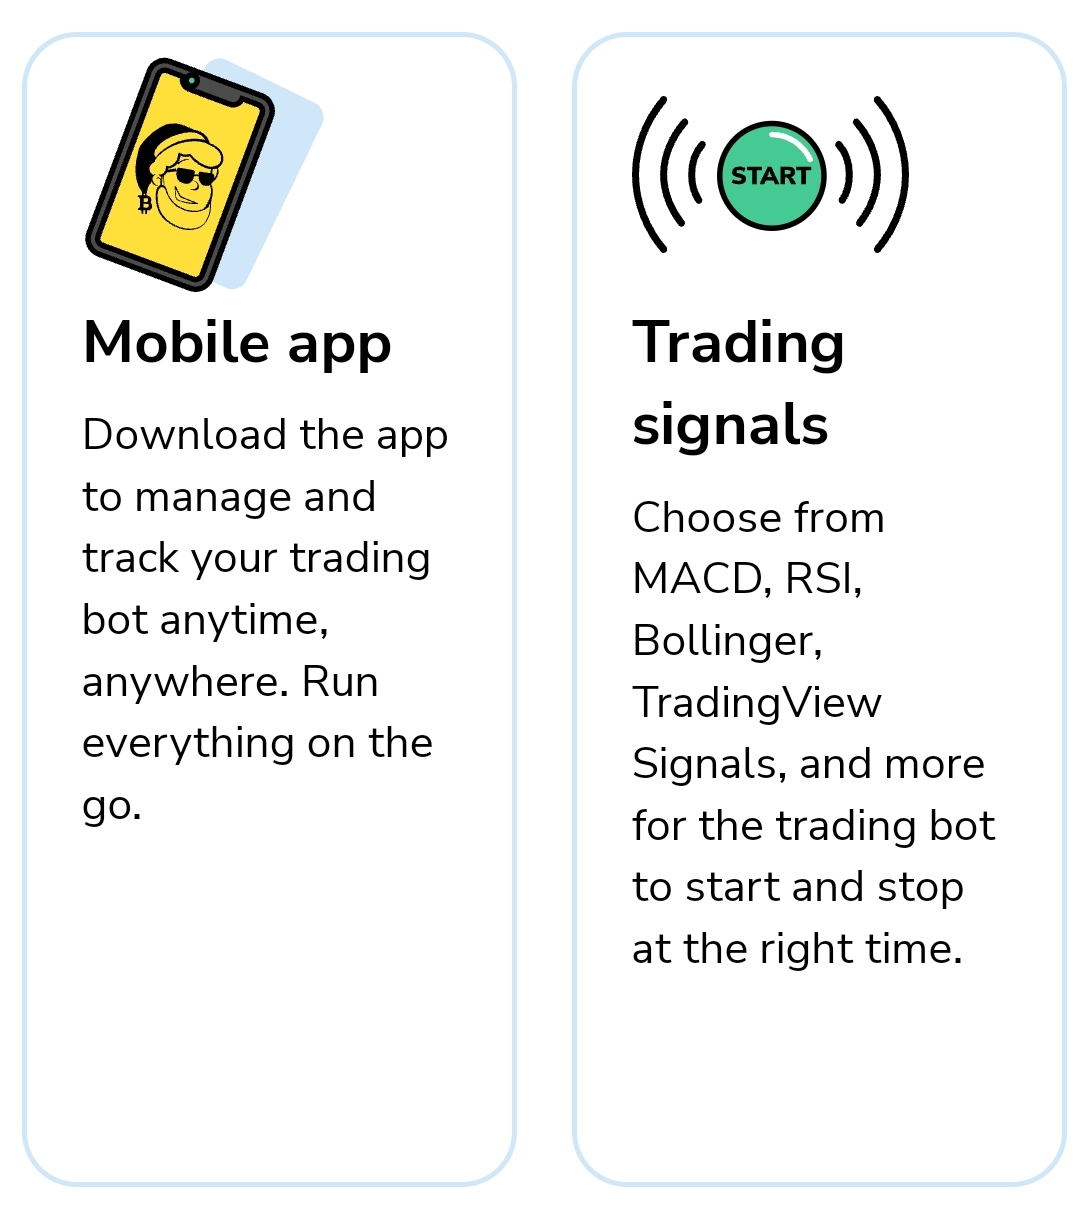 Mobile app
Download the app
to manage and
track your trading
bot anytime,
anywhere. Run
everything on the
go.
START
Trading
signals
Choose from
MACD, RSI,
Bollinger,
TradingView
Signals, and more
for the trading bot
to start and stop
at the right time.